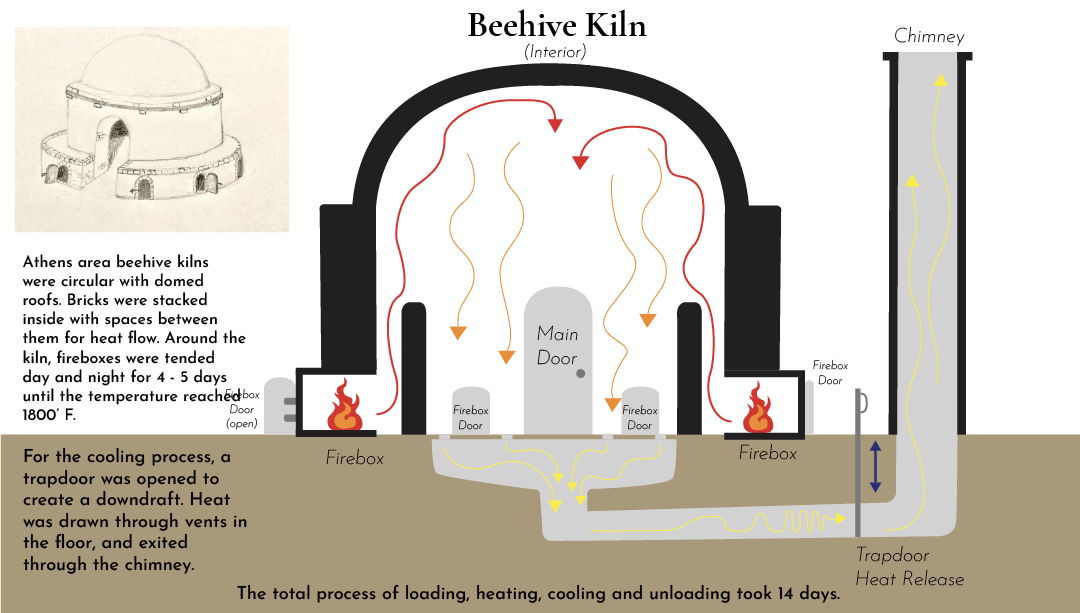 Beehive Kiln
(Interior)
Chimney
Athens area beehive kilns
were circular with domed
roofs. Bricks were stacked
inside with spaces between
them for heat flow. Around the
kiln, fireboxes were tended
day and night for 4 - 5 days
until the temperature reached
1800′ F.
Firebox
Door
(open)
Main
Door
Firebox
Door
Firebox
Door
Firebox
Door
Firebox
Firebox
For the cooling process, a
trapdoor was opened to
create a downdraft. Heat
was drawn through vents in
the floor, and exited
through the chimney.
Trapdoor
Heat Release
The total process of loading, heating, cooling and unloading took 14 days.